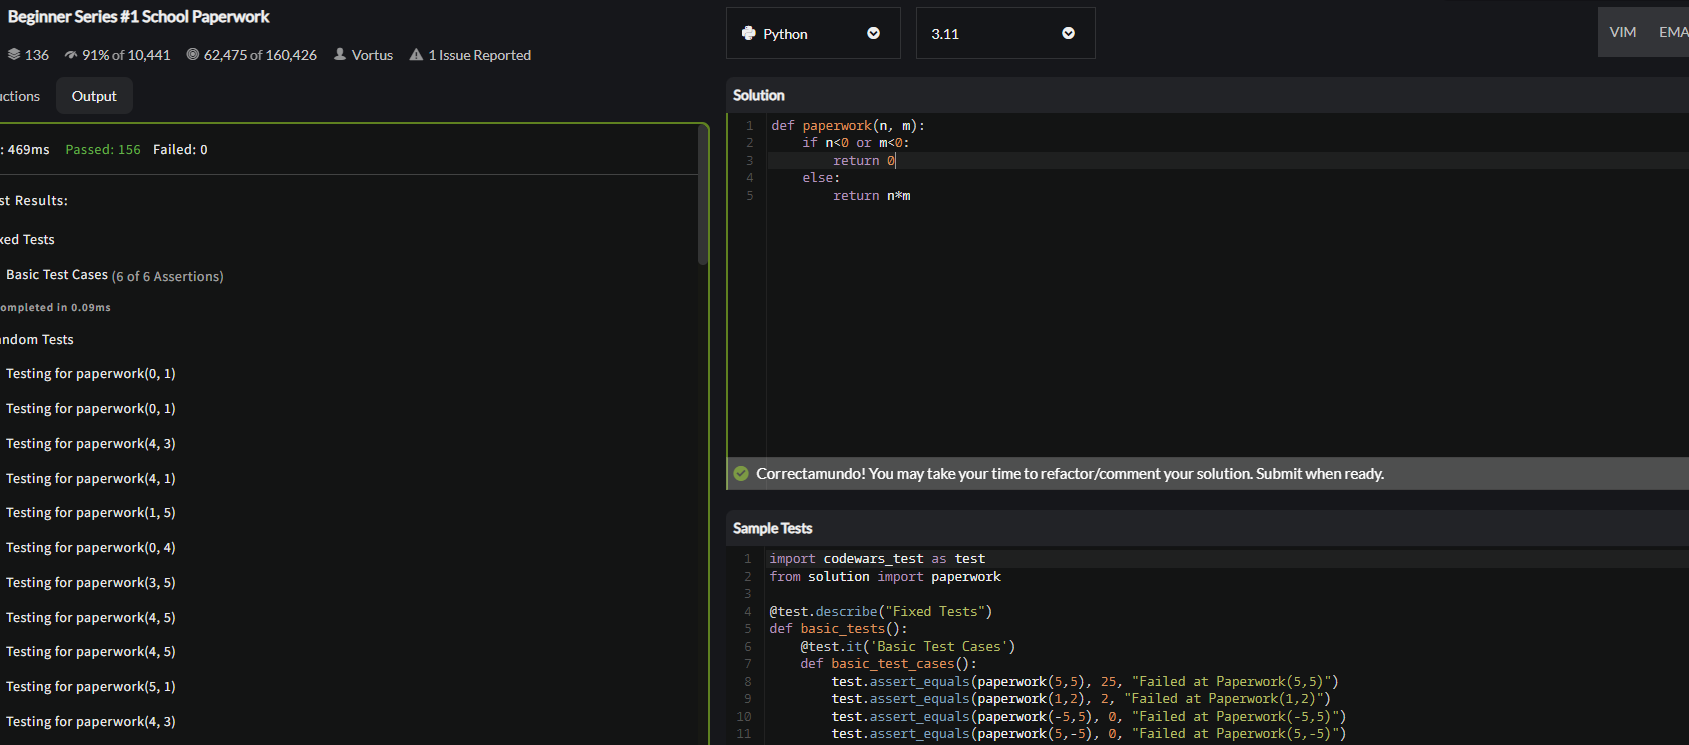 Beginner Series #1 School Paperwork
136 91% of 10,441 62,475 of 160,426 Vortus 1 Issue Reported
uctions Output
: 469ms Passed: 156 Failed: 0
st Results:
xed Tests
Basic Test Cases (6 of 6 Assertions)
ompleted in 0.09ms
andom Tests
Testing for paperwork(0, 1)
Testing for paperwork(0, 1)
Testing for paperwork(4, 3)
Testing for paperwork(4, 1)
Testing for paperwork(1, 5)
Testing for paperwork(0, 4)
Testing for paperwork(3, 5)
Testing for paperwork(4, 5)
Testing for paperwork(4, 5)
Testing for paperwork(5, 1)
Testing for paperwork(4, 3)
Python 3.11 VIM EMA
Solution
1 def paperwork(n, m):
2 if n<0 or m<0:
3 return 0
4 else:
5 return n*m
Correctamundo! You may take your time to refactor/comment your solution. Submit when ready.
Sample Tests
1 import codewars_test as test
2 from solution import paperwork
3
4 @test.describe("Fixed Tests")
5 def basic_tests():
6 @test.it('Basic Test Cases')
7 def basic_test_cases():
8 test.assert_equals(paperwork(5,5), 25, "Failed at Paperwork(5,5)")
9 test.assert_equals(paperwork(1,2), 2, "Failed at Paperwork(1,2)")
10 test.assert_equals(paperwork(-5,5), 0, "Failed at Paperwork(-5,5)")
11 test.assert_equals(paperwork(5,-5), 0, "Failed at Paperwork(5,-5)")